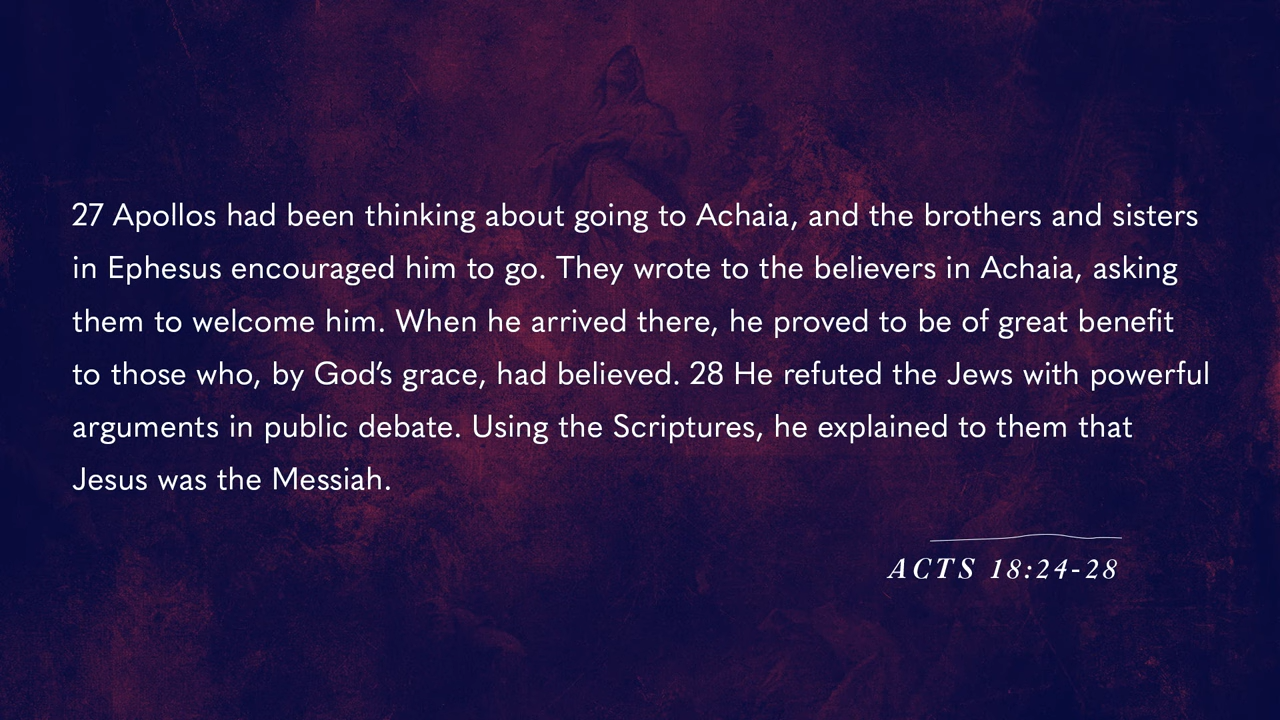 27 Apollos had been thinking about going to Achaia, and the brothers and sisters
in Ephesus encouraged him to go. They wrote to the believers in Achaia, asking
them to welcome him. When he arrived there, he proved to be of great benefit
to those who, by God’s grace, had believed. 28 He refuted the Jews with powerful
arguments in public debate. Using the Scriptures, he explained to them that
Jesus was the Messiah.
ACTS 18:24-28